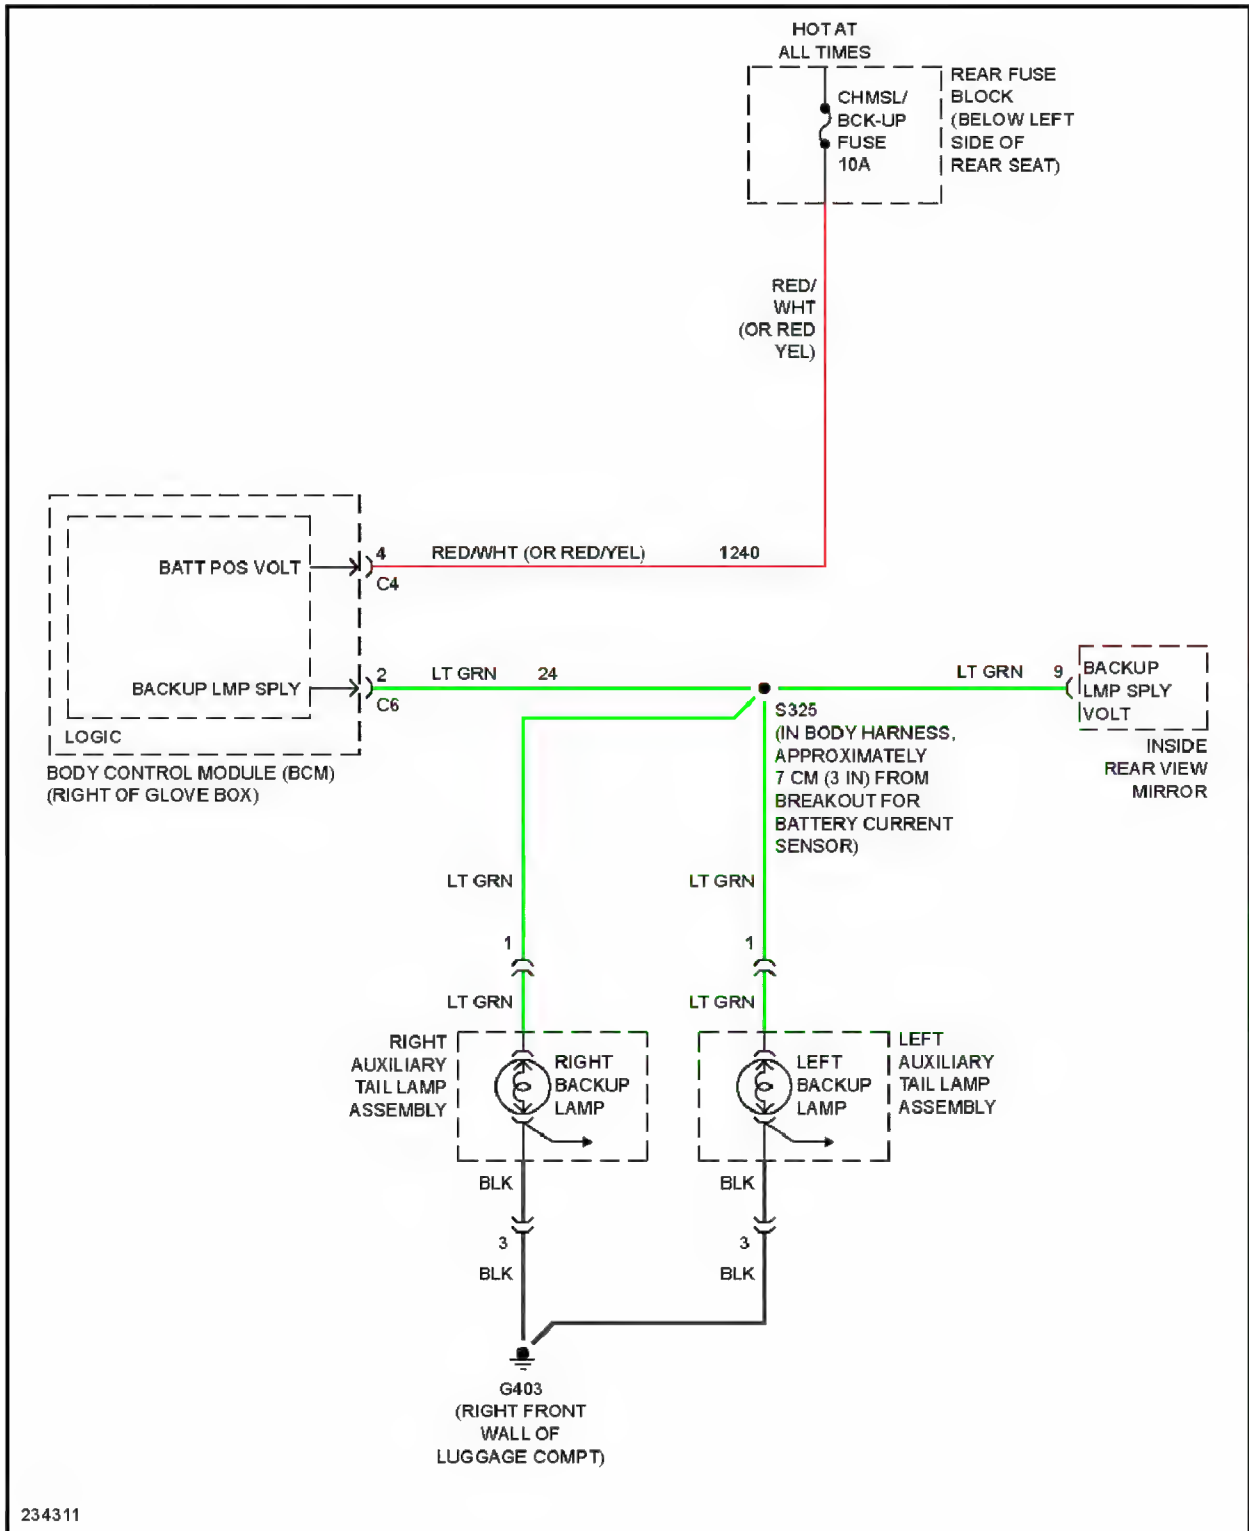 HOT AT
ALL TIMES
CHMSL/
BCK-UP
FUSE
10A
REAR FUSE
BLOCK
(BELOW LEFT
SIDE OF
REAR SEAT)
RED/
WHT
(OR RED
YEL)
BATT POS VOLT
4
C4
RED/WHT (OR RED/YEL)
1240
BACKUP LMP SPLY
2
C6
LT GRN
24
LT GRN
9
BACKUP
LMP SPLY
VOLT
INSIDE
REAR VIEW
MIRROR
LOGIC
BODY CONTROL MODULE (BCM)
(RIGHT OF GLOVE BOX)
S325
(IN BODY HARNESS,
APPROXIMATELY
7 CM (3 IN) FROM
BREAKOUT FOR
BATTERY CURRENT
SENSOR)
LT GRN
LT GRN
1
1
LT GRN
LT GRN
RIGHT
AUXILIARY
TAIL LAMP
ASSEMBLY
RIGHT
BACKUP
LAMP
LEFT
BACKUP
LAMP
LEFT
AUXILIARY
TAIL LAMP
ASSEMBLY
BLK
BLK
3
3
BLK
BLK
G403
(RIGHT FRONT
WALL OF
LUGGAGE COMPT)
234311